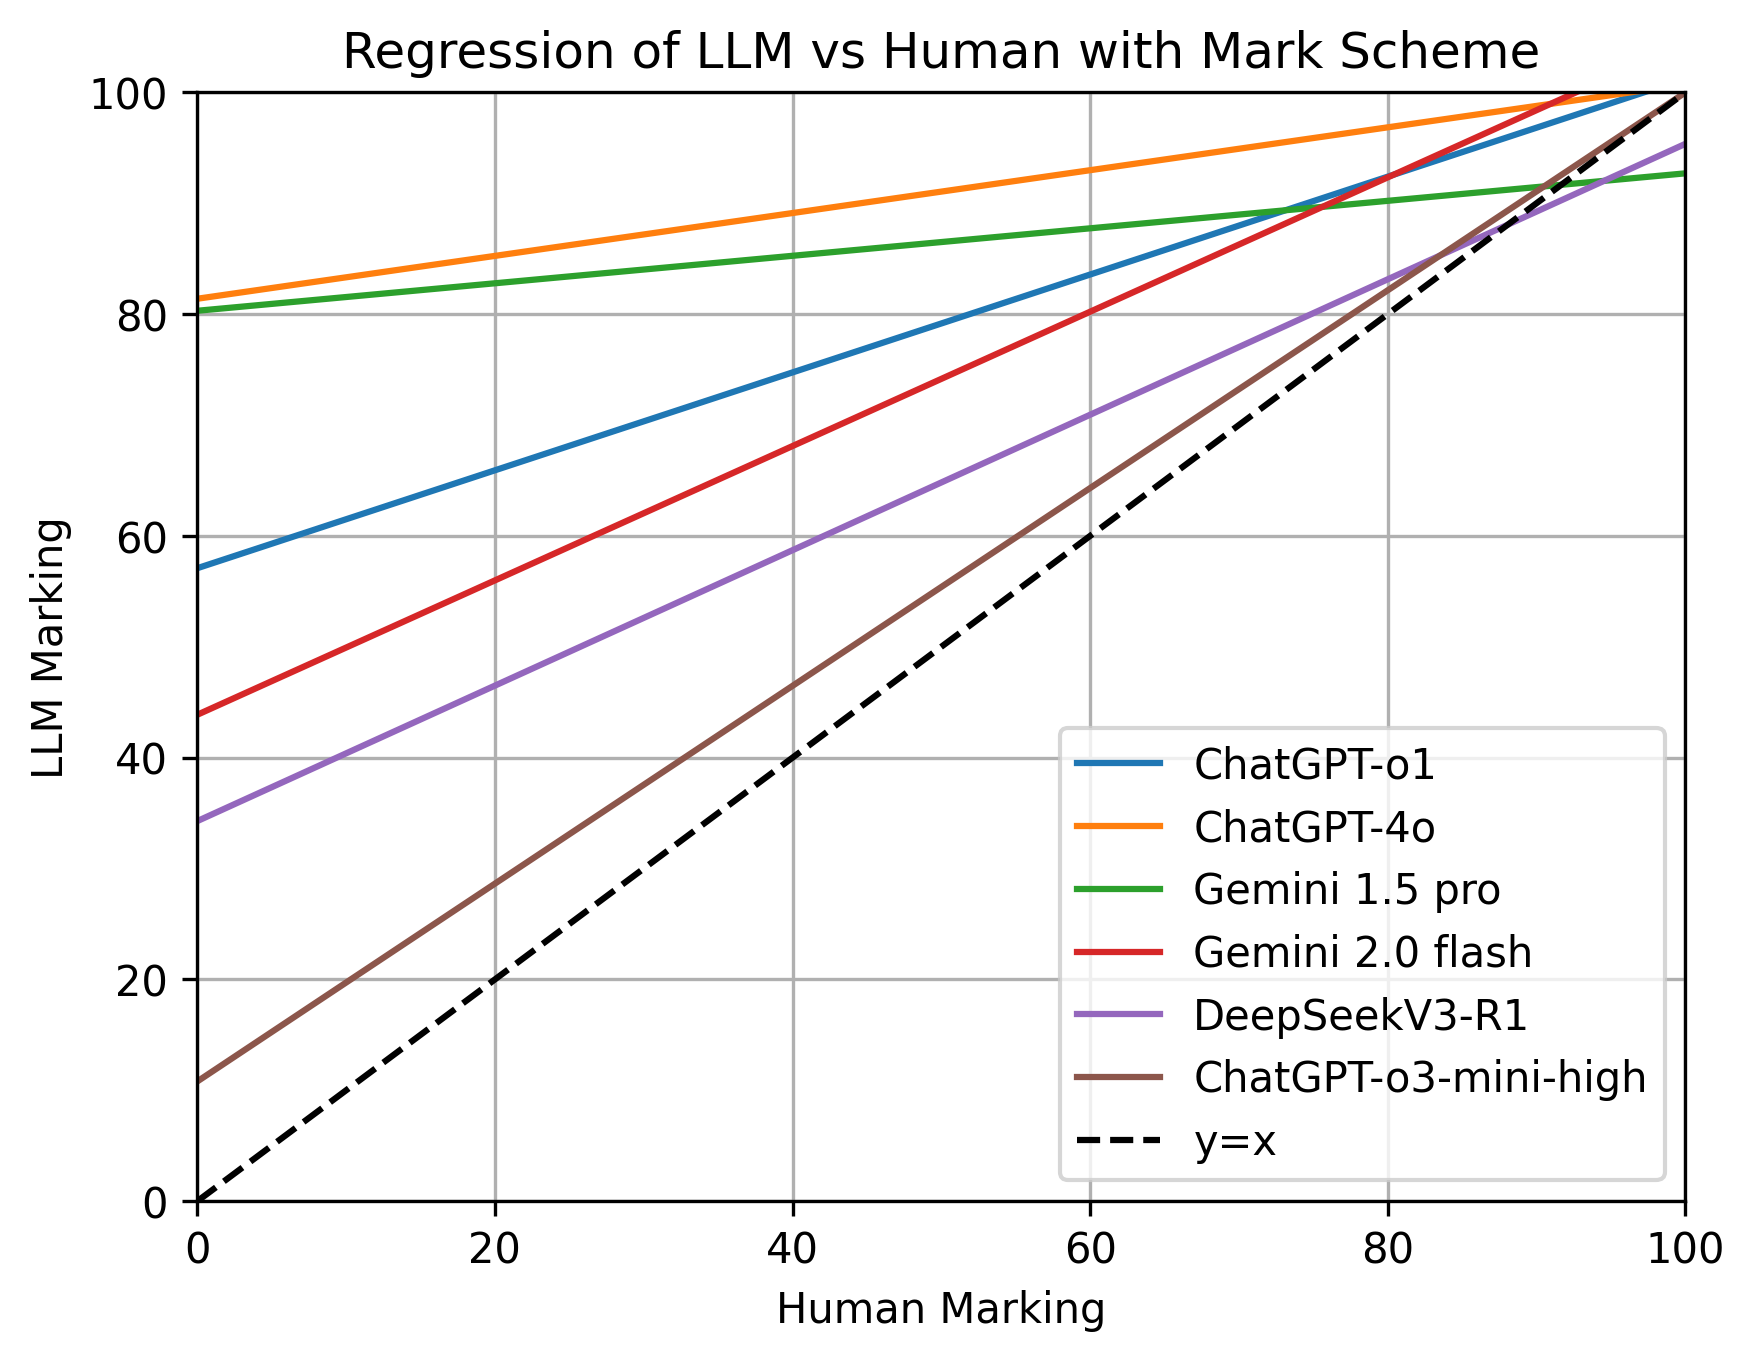 Regression of LLM vs Human with Mark Scheme
100
80
60
40
20
0
LLM Marking
0 20 40 60 80 100
Human Marking
ChatGPT-o1
ChatGPT-4o
Gemini 1.5 pro
Gemini 2.0 flash
DeepSeekV3-R1
ChatGPT-o3-mini-high
y=x